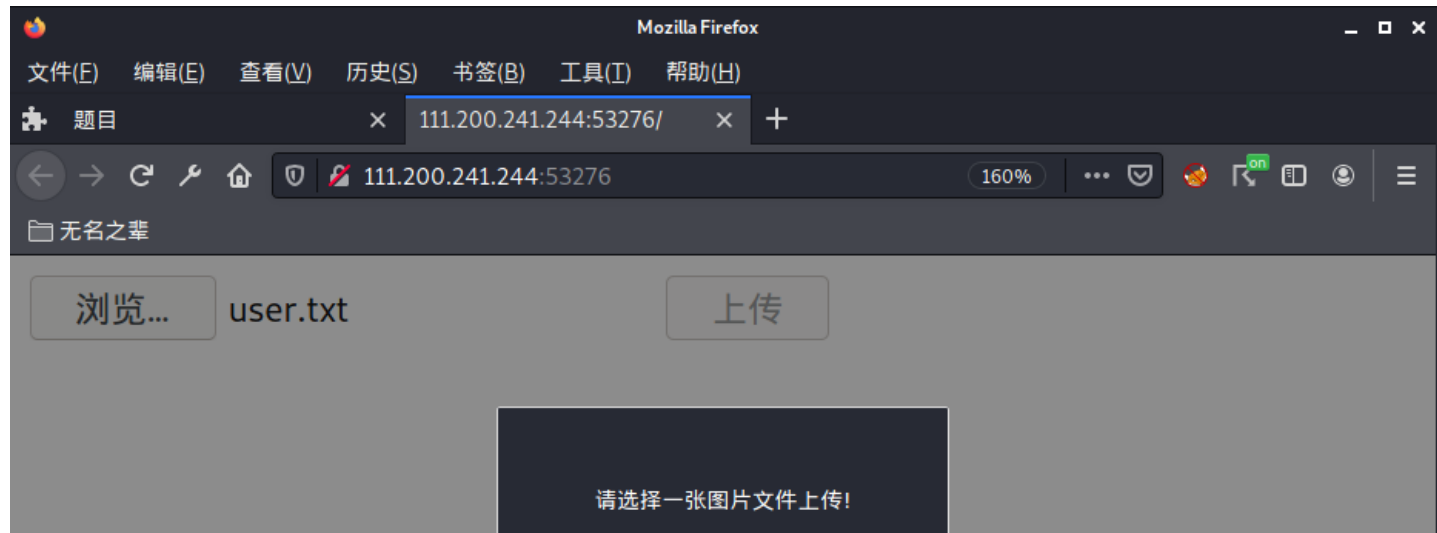 Mozilla Firefox
文件(F) 编辑(E) 查看(V) 历史(S) 书签(B) 工具(T) 帮助(H)
题目 111.200.241.244:53276/
111.200.241.244:53276 160% on
无名之辈
浏览... user.txt 上传
请选择一张图片文件上传!